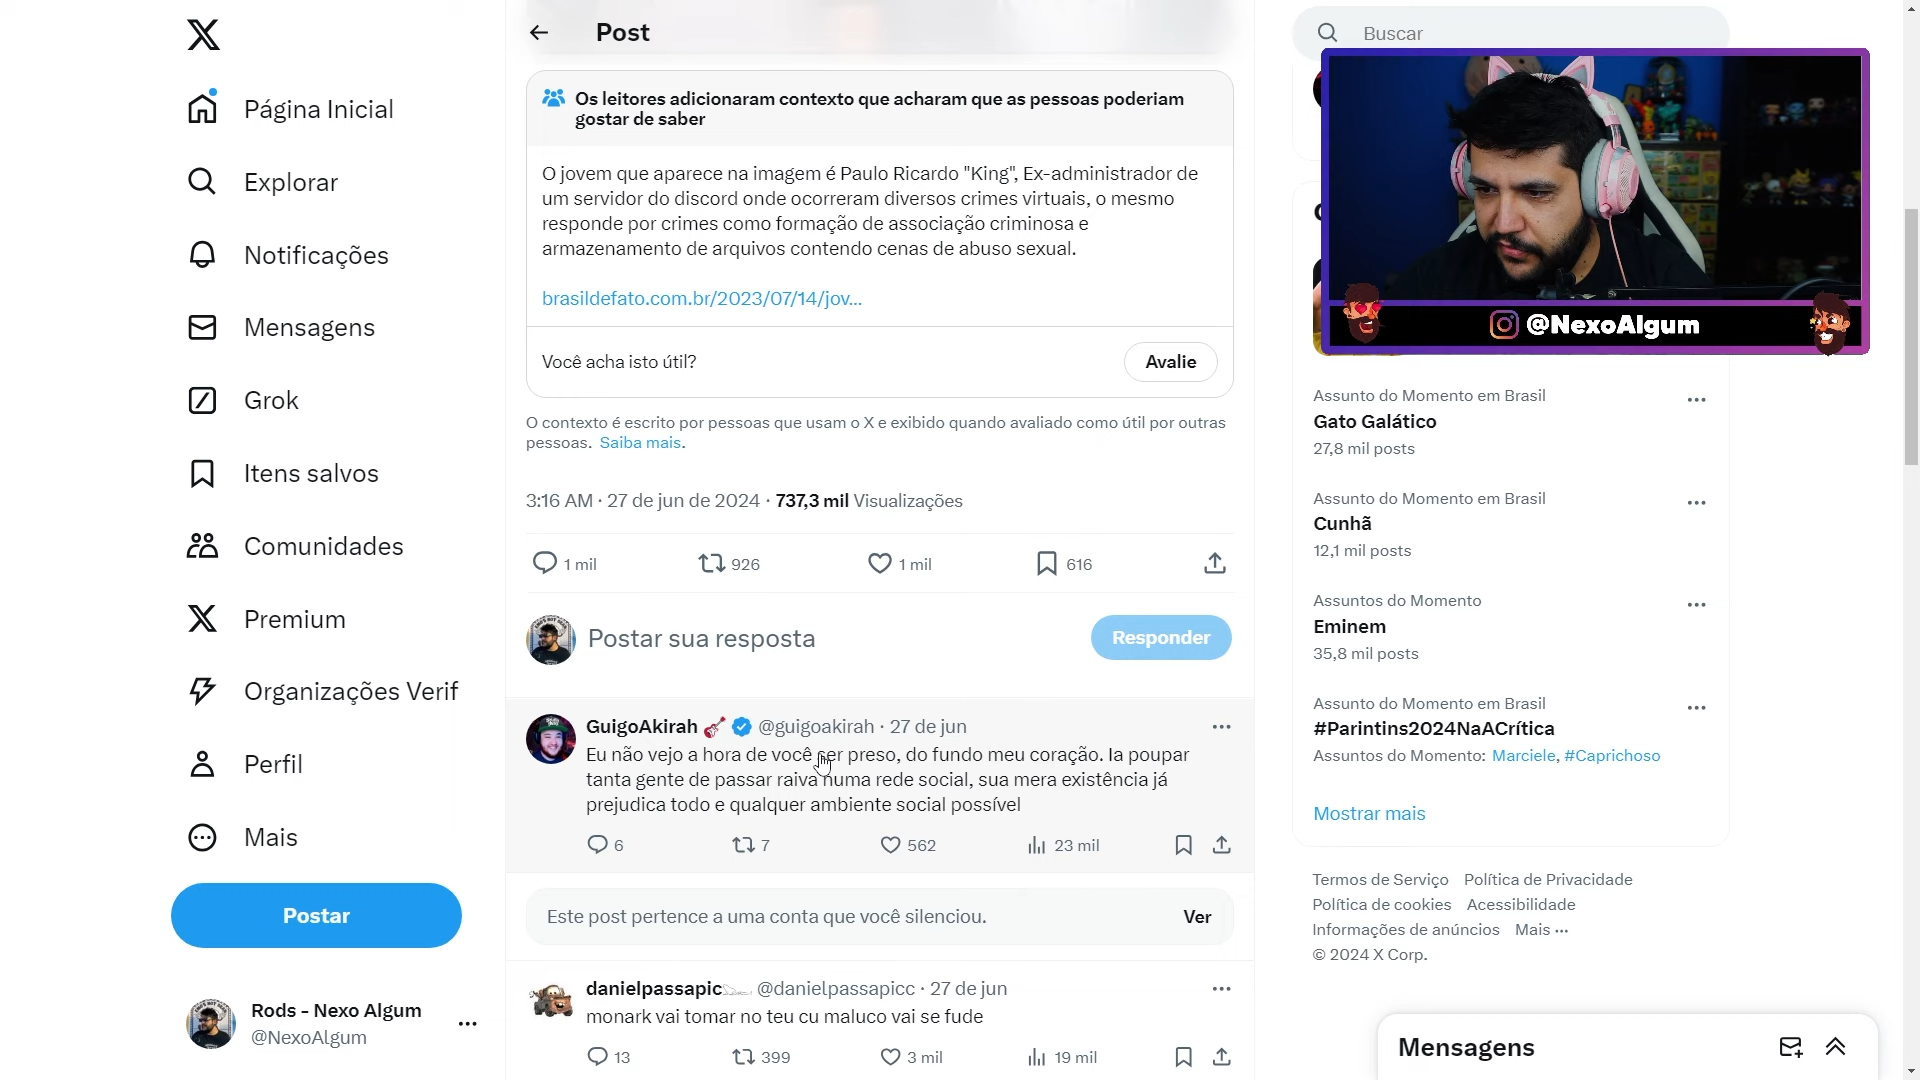 Post
Buscar
Página Inicial
Explorar
Notificações
Mensagens
Grok
Itens salvos
Comunidades
Premium
Organizações Verif
Perfil
Mais
Postar
Rods - Nexo Algum
@NexoAlgum
Os leitores adicionaram contexto que acharam que as pessoas poderiam
gostar de saber
O jovem que aparece na imagem é Paulo Ricardo "King", Ex-administrador de
um servidor do discord onde ocorreram diversos crimes virtuais, o mesmo
responde por crimes como formação de associação criminosa e
armazenamento de arquivos contendo cenas de abuso sexual.
brasildefato.com.br/2023/07/14/jov...
Você acha isto útil?
Avalie
O contexto é escrito por pessoas que usam o X e exibido quando avaliado como útil por outras
pessoas. Saiba mais.
3:16 AM · 27 de jun de 2024 · 737,3 mil Visualizações
1 mil 926 1 mil 616
Postar sua resposta
Responder
GuigoAkirah @guigoakirah · 27 de jun
Eu não vejo a hora de você ser preso, do fundo meu coração. Ia poupar
tanta gente de passar raiva numa rede social, sua mera existência já
prejudica todo e qualquer ambiente social possível
6 7 562 23 mil
Este post pertence a uma conta que você silenciou.
Ver
danielpassapic @danielpassapicc · 27 de jun
monark vai tomar no teu cu maluco vai se fude
13 399 3 mil 19 mil
@NexoAlgum
Assunto do Momento em Brasil
Gato Galático
27,8 mil posts
Assunto do Momento em Brasil
Cunhã
12,1 mil posts
Assuntos do Momento
Eminem
35,8 mil posts
Assunto do Momento em Brasil
#Parintins2024NaACrítica
Assuntos do Momento: Marciele, #Caprichoso
Mostrar mais
Termos de Serviço Política de Privacidade
Política de cookies Acessibilidade
Informações de anúncios Mais ···
© 2024 X Corp.
Mensagens